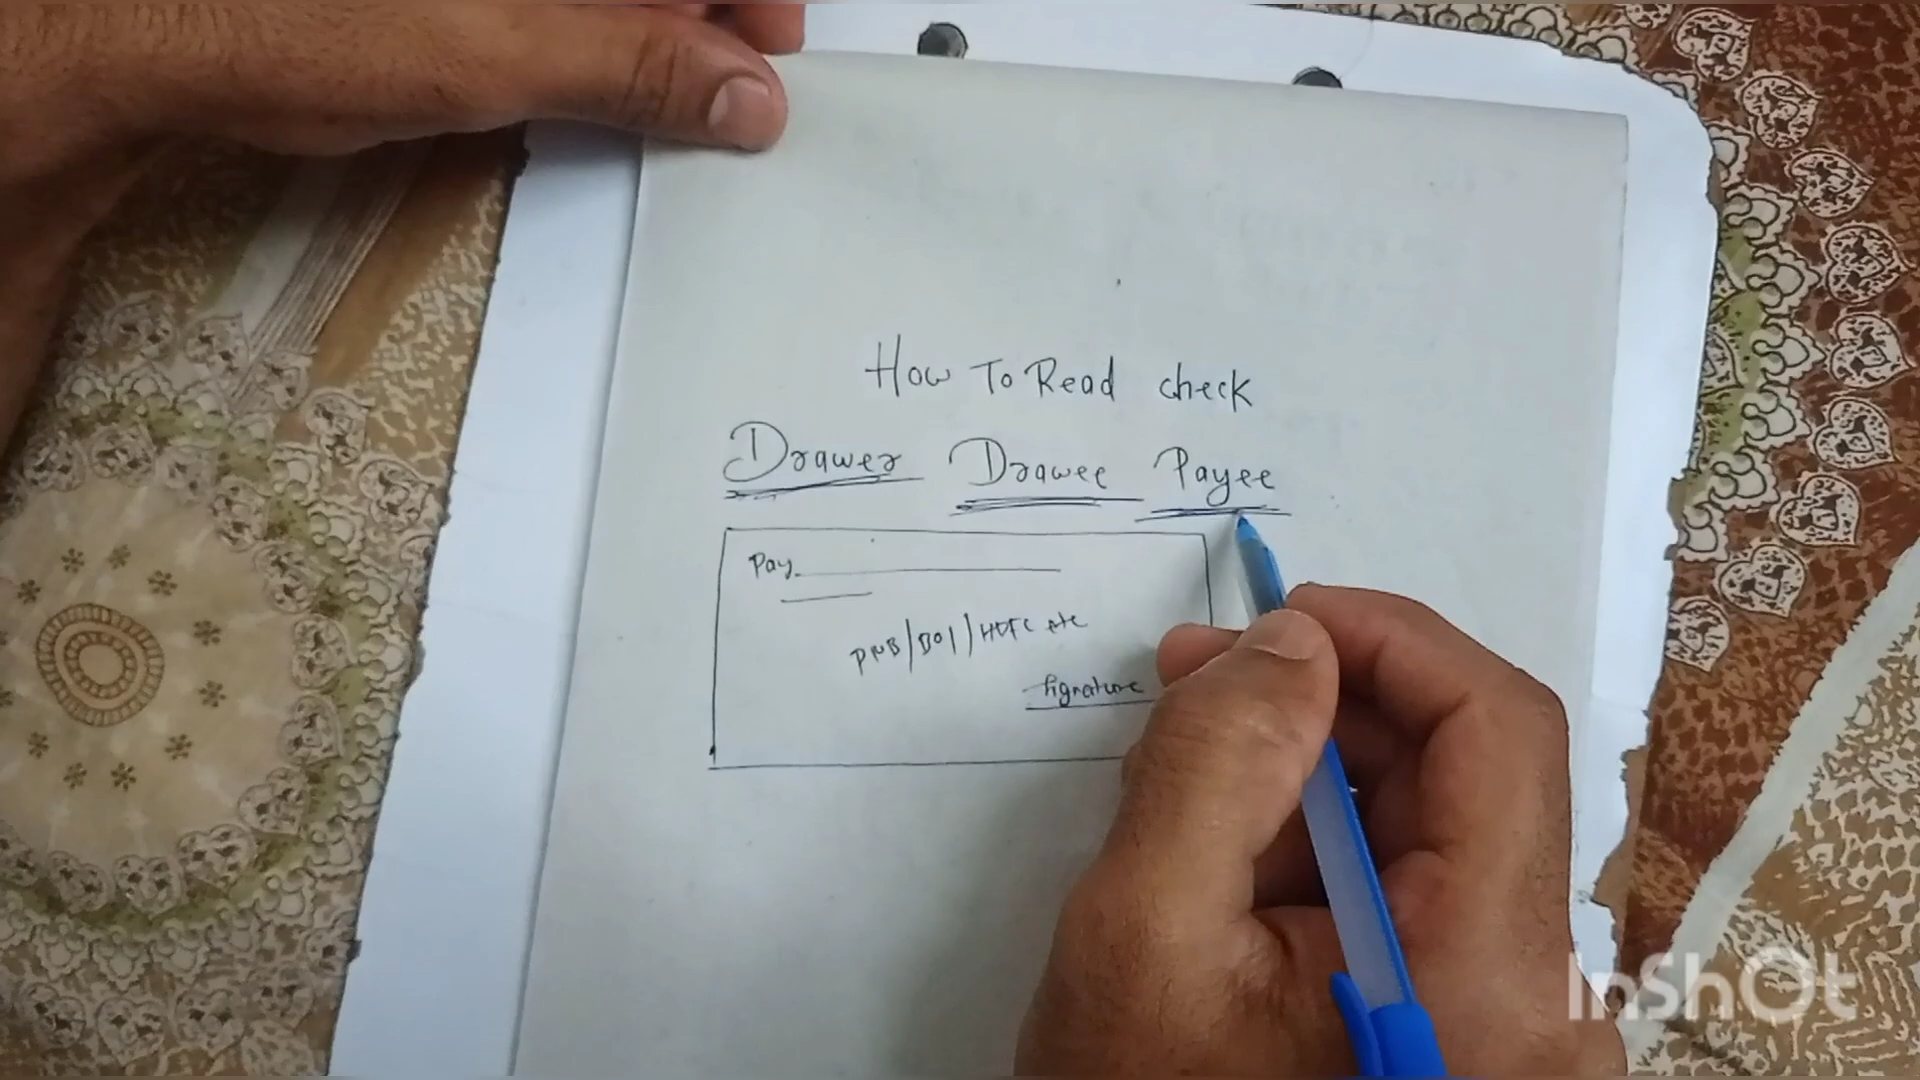 How To Read check
Drawer Drawee Payee
Pay
PNB/BOI/HDFC etc
Signature
InShOt